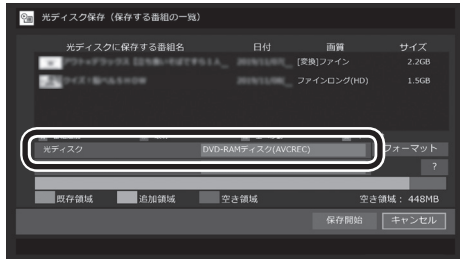 光ディスク保存（保存する番組の一覧）
光ディスクに保存する番組名 日付 画質 サイズ
[変換]ファイン 2.2GB
ファインロング(HD) 1.5GB
光ディスク DVD-RAMディスク(AVCREC) フォーマット
?
既存領域 追加領域 空き領域 空き領域： 448MB
保存開始 キャンセル